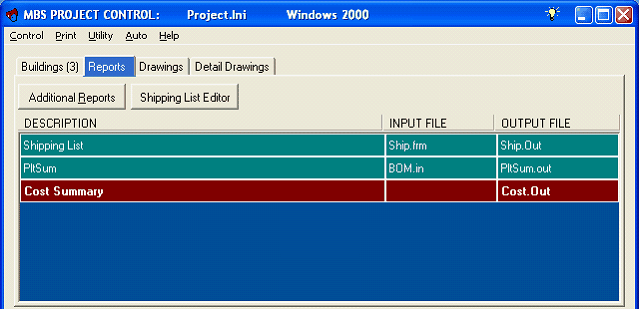 MBS PROJECT CONTROL: Project.Ini Windows 2000
Control Print Utility Auto Help
Buildings (3) Reports Drawings Detail Drawings
Additional Reports Shipping List Editor
DESCRIPTION INPUT FILE OUTPUT FILE
Shipping List Ship.frm Ship.Out
PltSum BOM.in PltSum.out
Cost Summary Cost.Out